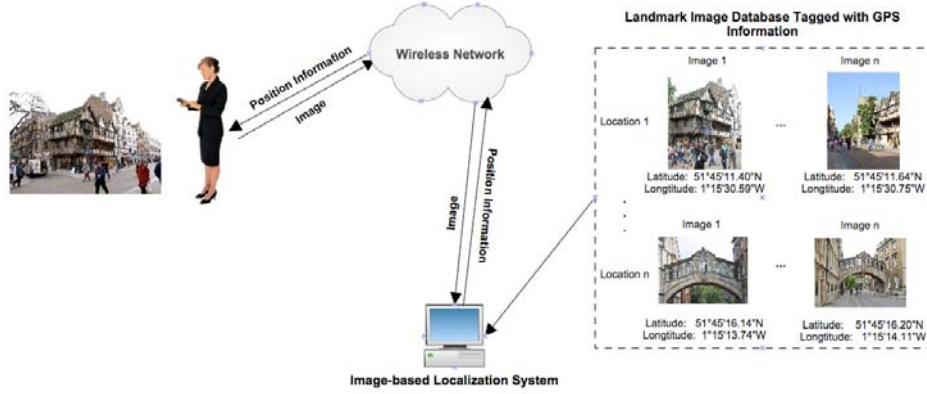 Landmark Image Database Tagged with GPS
Information
Wireless Network
Position Information
Image
Image
Position Information
Image-based Localization System
Image 1
Image n
Location 1
...
Latitude: 51°45'11.40"N
Longtitude: 1°15'30.59"W
Latitude: 51°45'11.64"N
Longtitude: 1°15'30.75"W
Image 1
Image n
Location n
...
Latitude: 51°45'16.14"N
Longtitude: 1°15'13.74"W
Latitude: 51°45'16.20"N
Longtitude: 1°15'14.11"W